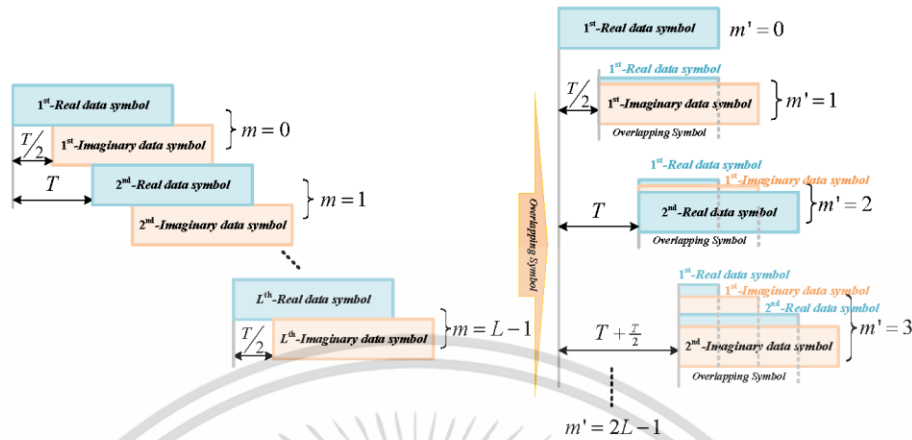 1st-Real data symbol
T/2
1st-Imaginary data symbol
} m = 0
T
2nd-Real data symbol
2nd-Imaginary data symbol
} m = 1
Lth-Real data symbol
T/2
Lth-Imaginary data symbol
} m = L − 1
Overlapping Symbol
1st-Real data symbol
m' = 0
1st-Real data symbol
T/2
1st-Imaginary data symbol
} m' = 1
Overlapping Symbol
1st-Real data symbol
1st-Imaginary data symbol
T
2nd-Real data symbol
} m' = 2
Overlapping Symbol
1st-Real data symbol
1st-Imaginary data symbol
2nd-Real data symbol
T + T/2
2nd-Imaginary data symbol
} m' = 3
Overlapping Symbol
m' = 2L − 1